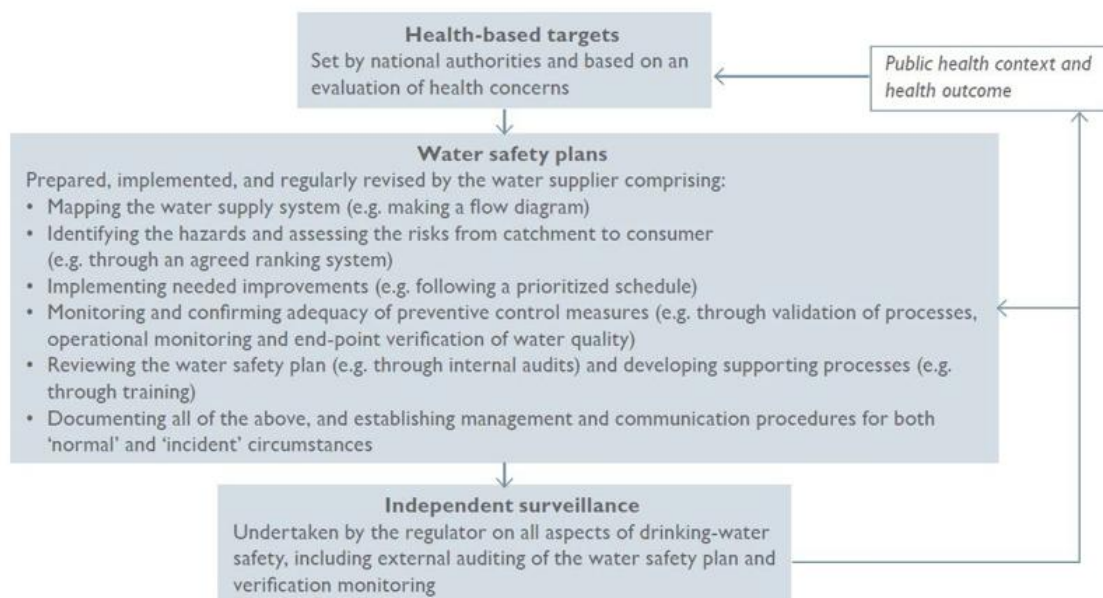 Health-based targets
Set by national authorities and based on an
evaluation of health concerns
Public health context and
health outcome
Water safety plans
Prepared, implemented, and regularly revised by the water supplier comprising:
• Mapping the water supply system (e.g. making a flow diagram)
• Identifying the hazards and assessing the risks from catchment to consumer
(e.g. through an agreed ranking system)
• Implementing needed improvements (e.g. following a prioritized schedule)
• Monitoring and confirming adequacy of preventive control measures (e.g. through validation of processes,
operational monitoring and end-point verification of water quality)
• Reviewing the water safety plan (e.g. through internal audits) and developing supporting processes (e.g.
through training)
• Documenting all of the above, and establishing management and communication procedures for both
‘normal’ and ‘incident’ circumstances
Independent surveillance
Undertaken by the regulator on all aspects of drinking-water
safety, including external auditing of the water safety plan and
verification monitoring